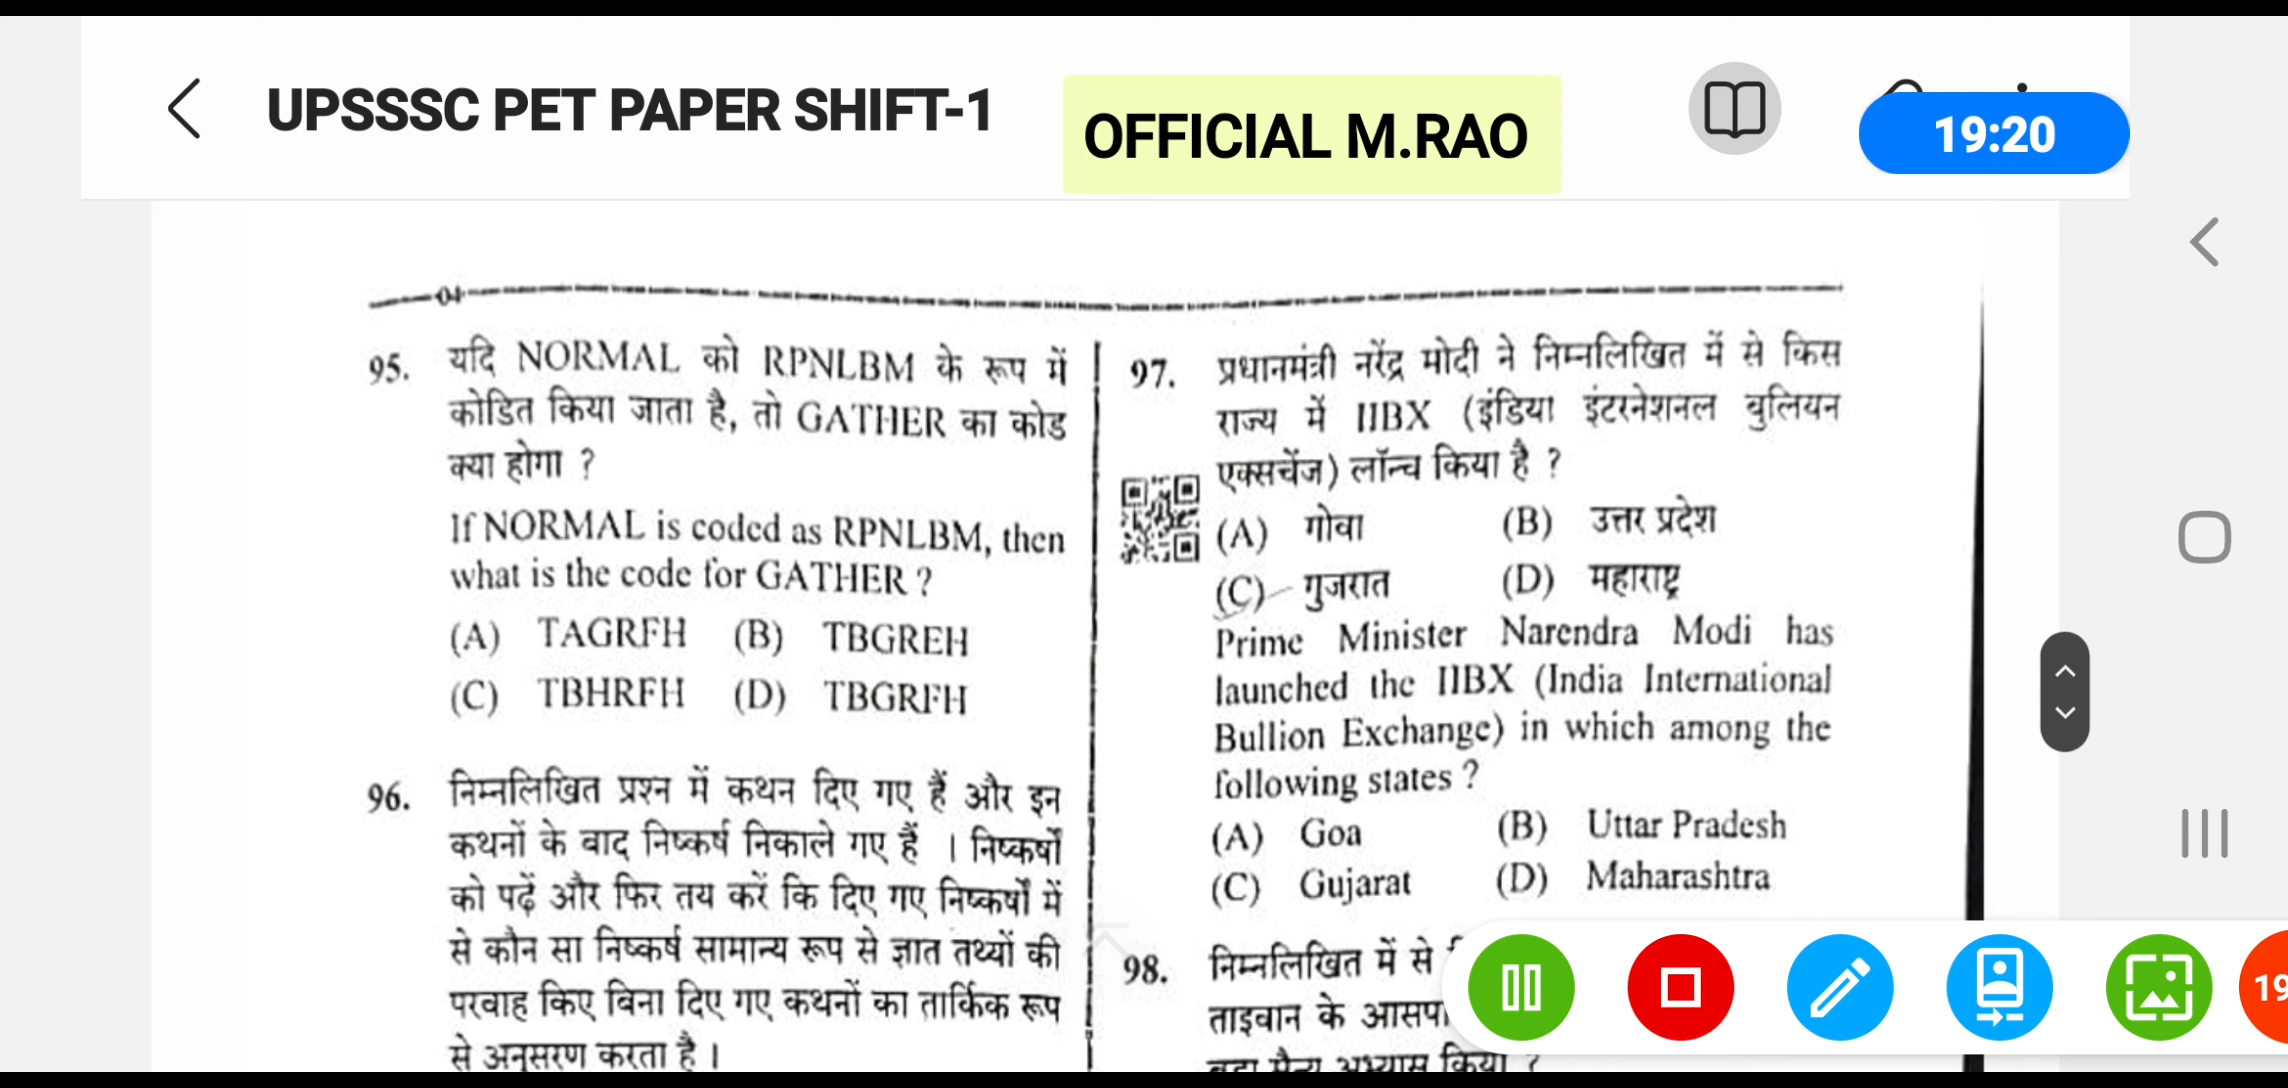 UPSSSC PET PAPER SHIFT-1
OFFICIAL M.RAO
19:20
95. यदि NORMAL को RPNLBM के रूप में
कोडित किया जाता है, तो GATHER का कोड
क्या होगा ?
If NORMAL is coded as RPNLBM, then
what is the code for GATHER ?
(A) TAGRFH (B) TBGREH
(C) TBHRFH (D) TBGRFH
96. निम्नलिखित प्रश्न में कथन दिए गए हैं और इन
कथनों के बाद निष्कर्ष निकाले गए हैं । निष्कर्षों
को पढ़ें और फिर तय करें कि दिए गए निष्कर्षों में
से कौन सा निष्कर्ष सामान्य रूप से ज्ञात तथ्यों की
परवाह किए बिना दिए गए कथनों का तार्किक रूप
से अनुसरण करता है ।
97. प्रधानमंत्री नरेंद्र मोदी ने निम्नलिखित में से किस
राज्य में IIBX (इंडिया इंटरनेशनल बुलियन
एक्सचेंज) लॉन्च किया है ?
(A) गोवा (B) उत्तर प्रदेश
(C) गुजरात (D) महाराष्ट्र
Prime Minister Narendra Modi has
launched the IIBX (India International
Bullion Exchange) in which among the
following states ?
(A) Goa (B) Uttar Pradesh
(C) Gujarat (D) Maharashtra
98. निम्नलिखित में से
ताइवान के
सैन्य अभ्यास किया ?
19